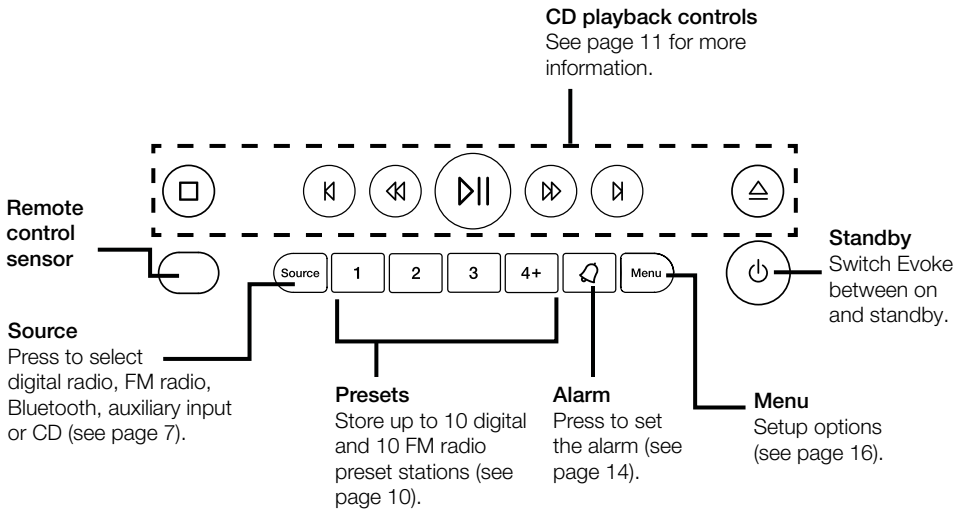 CD playback controls
See page 11 for more
information.
Remote
control
sensor
Source
1
2
3
4+
Menu
Standby
Switch Evoke
between on
and standby.
Source
Press to select
digital radio, FM radio,
Bluetooth, auxiliary input
or CD (see page 7).
Presets
Store up to 10 digital
and 10 FM radio
preset stations (see
page 10).
Alarm
Press to set
the alarm (see
page 14).
Menu
Setup options
(see page 16).